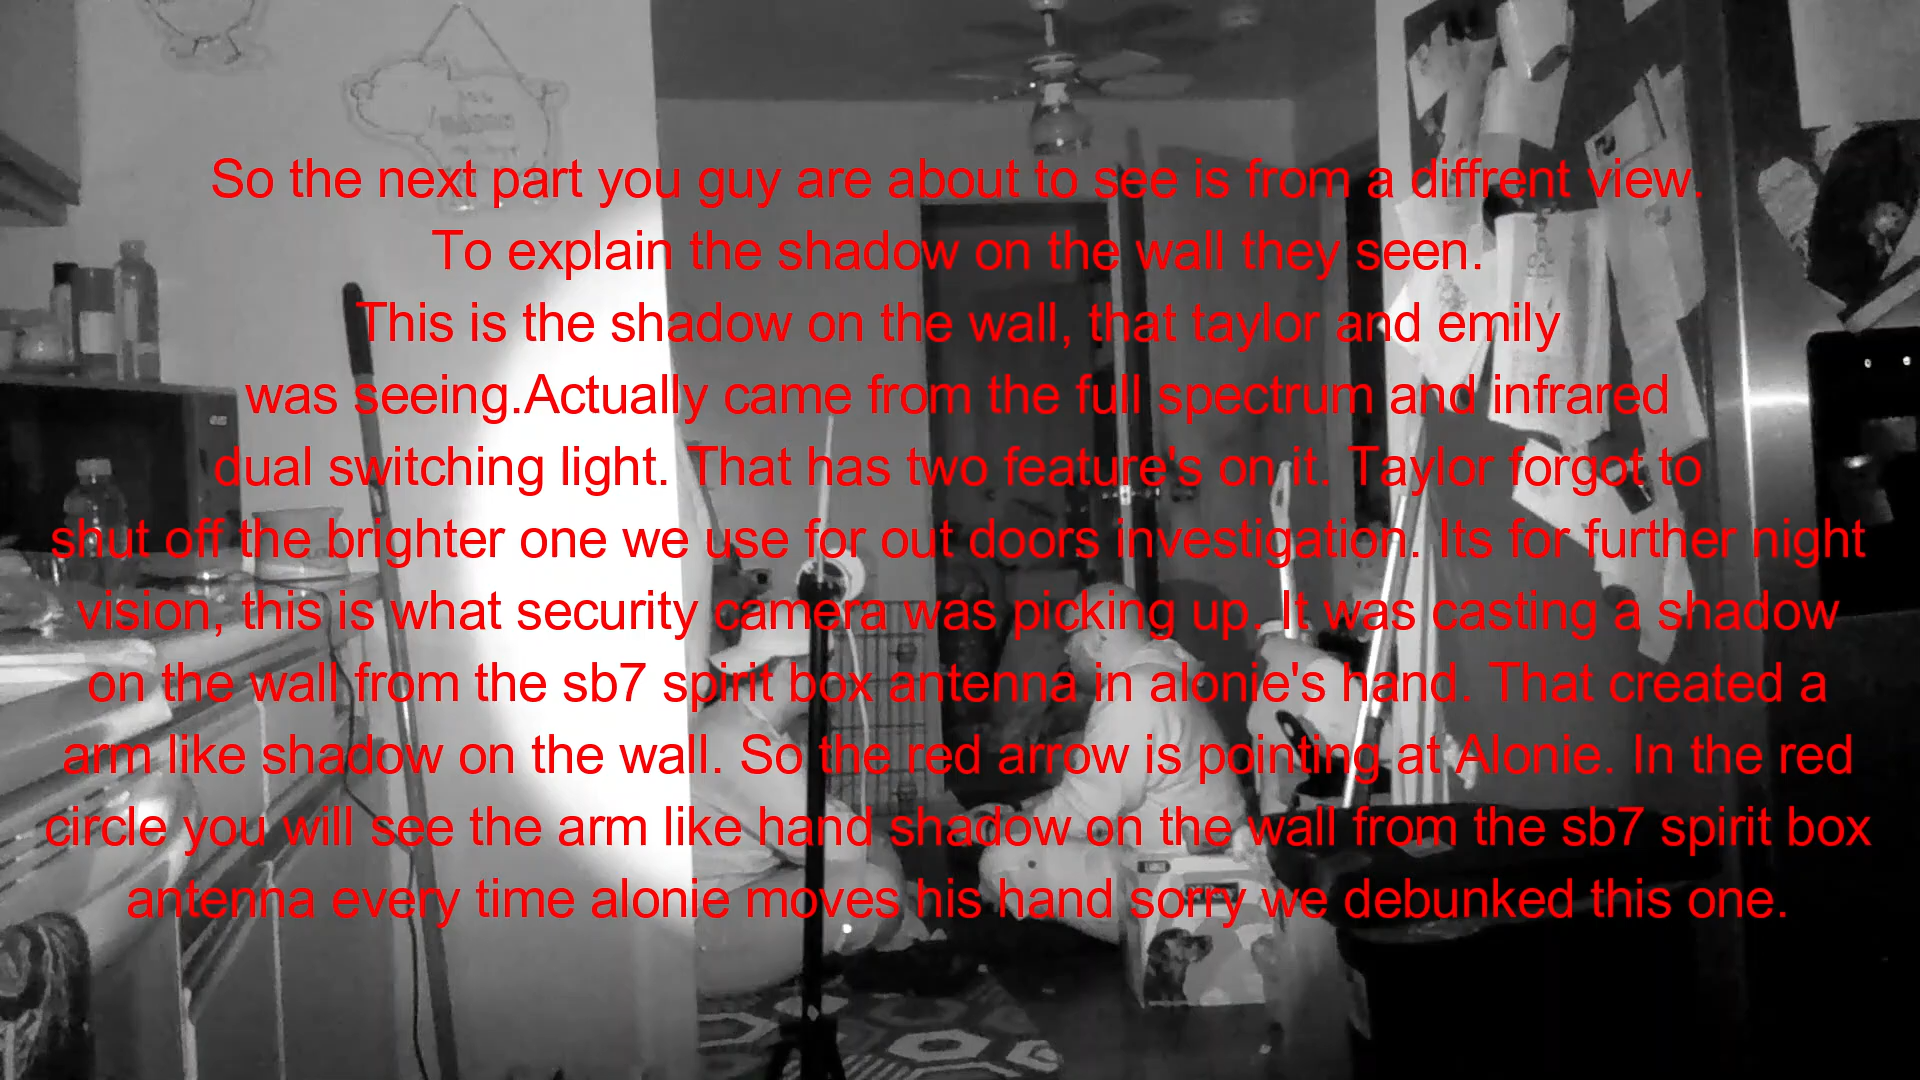 So the next part you guy are about to see is from a diffrent view.
To explain the shadow on the wall they seen.
This is the shadow on the wall, that taylor and emily
was seeing.Actually came from the full spectrum and infrared
dual switching light. That has two feature's on it. Taylor forgot to
shut off the brighter one we use for out doors investigation. Its for further night
vision, this is what security camera was picking up. It was casting a shadow
on the wall from the sb7 spirit box antenna in alonie's hand. That created a
arm like shadow on the wall. So the red arrow is pointing at Alonie. In the red
circle you will see the arm like hand shadow on the wall from the sb7 spirit box
antenna every time alonie moves his hand sorry we debunked this one.